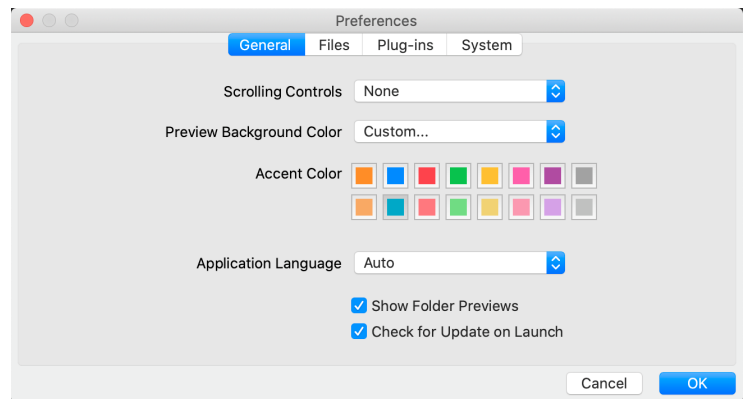 Preferences
General Files Plug-ins System
Scrolling Controls None
Preview Background Color Custom...
Accent Color
Application Language Auto
Show Folder Previews
Check for Update on Launch
Cancel OK